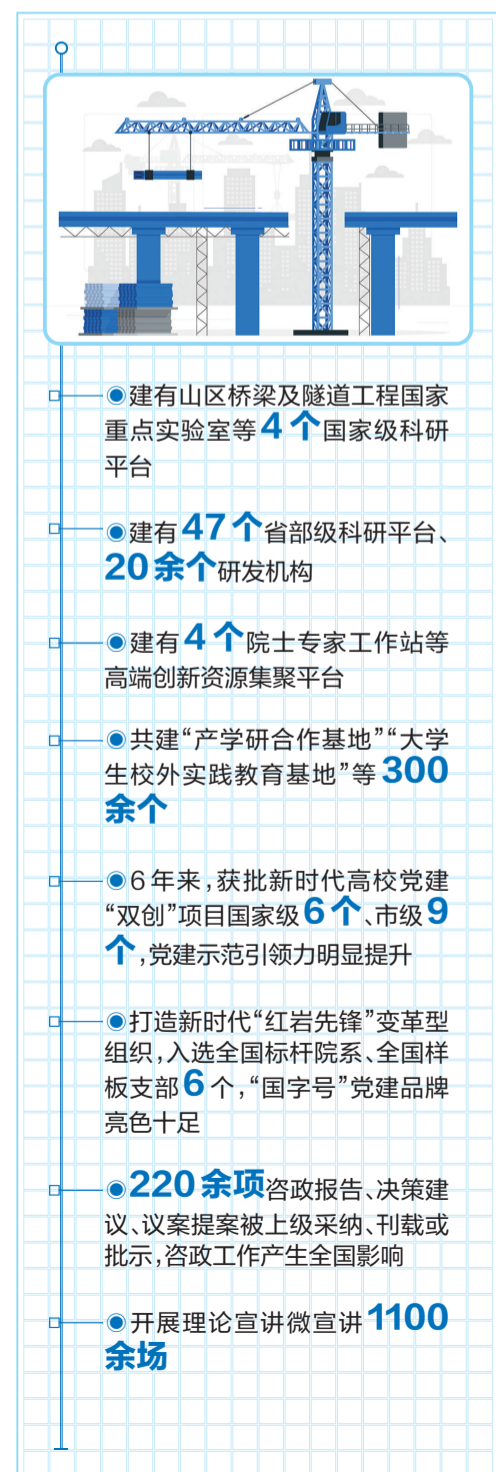 ◉建有山区桥梁及隧道工程国家
重点实验室等4个国家级科研
平台
◉建有47个省部级科研平台、
20余个研发机构
◉建有4个院士专家工作站等
高端创新资源集聚平台
◉共建“产学研合作基地”“大学
生校外实践教育基地”等300
余个
◉6年来,获批新时代高校党建
“双创”项目国家级6个、市级9
个,党建示范引领力明显提升
◉打造新时代“红岩先锋”变革型
组织,入选全国标杆院系、全国样
板支部6个,“国字号”党建品牌
亮色十足
◉220余项咨政报告、决策建
议、议案提案被上级采纳、刊载或
批示,咨政工作产生全国影响
◉开展理论宣讲微宣讲1100
余场